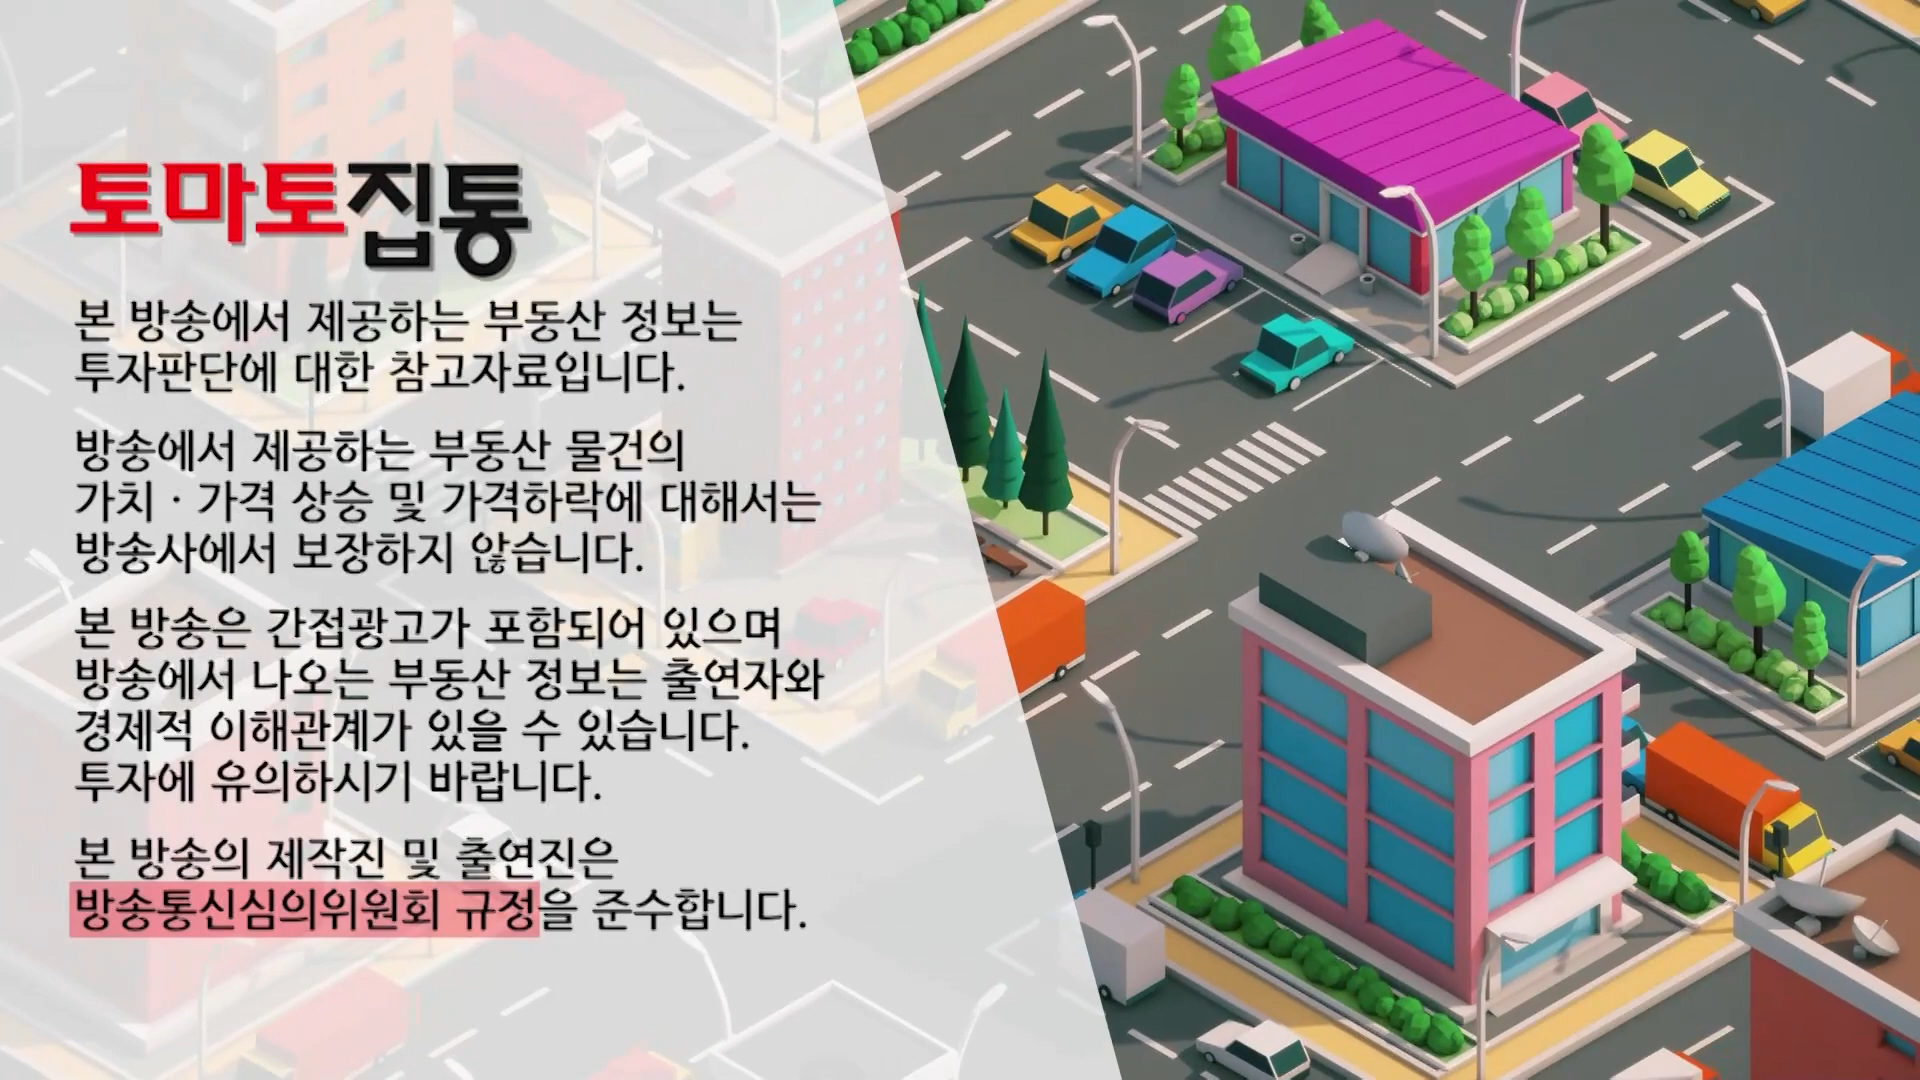 토마토집통
본 방송에서 제공하는 부동산 정보는
투자판단에 대한 참고자료입니다.
방송에서 제공하는 부동산 물건의
가치 · 가격 상승 및 가격하락에 대해서는
방송사에서 보장하지 않습니다.
본 방송은 간접광고가 포함되어 있으며
방송에서 나오는 부동산 정보는 출연자와
경제적 이해관계가 있을 수 있습니다.
투자에 유의하시기 바랍니다.
본 방송의 제작진 및 출연진은
방송통신심의위원회 규정을 준수합니다.